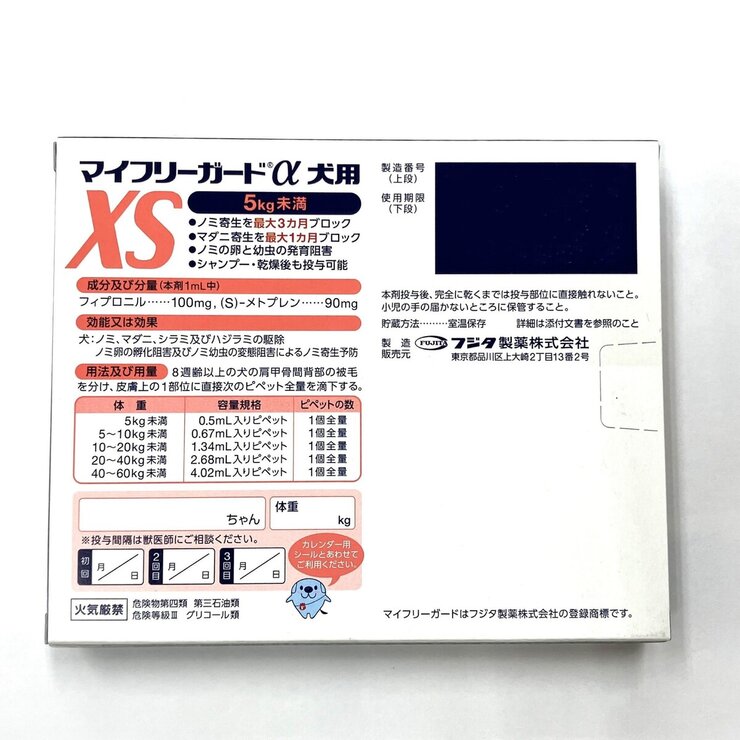 マイフリーガード®α 犬用
XS
5kg未満
●ノミ寄生を最大3カ月ブロック
●マダニ寄生を最大1カ月ブロック
●ノミの卵と幼虫の発育阻害
●シャンプー・乾燥後も投与可能
成分及び分量(本剤1mL中)
フィプロニル……100mg, (S)-メトプレン……90mg
効能又は効果
犬:ノミ、マダニ、シラミ及びハジラミの駆除
ノミ卵の孵化阻害及びノミ幼虫の変態阻害によるノミ寄生予防
用法及び用量 8週齢以上の犬の肩甲骨間背部の被毛
を分け、皮膚上の1部位に直接次のピペット全量を滴下する。
体重 容量規格 ピペットの数
5kg未満 0.5mL入りピペット 1個全量
5〜10kg未満 0.67mL入りピペット 1個全量
10〜20kg未満 1.34mL入りピペット 1個全量
20〜40kg未満 2.68mL入りピペット 1個全量
40〜60kg未満 4.02mL入りピペット 1個全量
ちゃん 体重 kg
※投与間隔は獣医師にご相談ください。
初回 月/日 2回目 月/日 3回目 月/日
カレンダー用
シールとあわせて
ご利用ください。
火気厳禁
危険物第四類 第三石油類
危険等級Ⅲ グリコール類
製造番号
(上段)
使用期限
(下段)
本剤投与後、完全に乾くまでは投与部位に直接触れないこと。
小児の手の届かないところに保管すること。
貯蔵方法………室温保存 詳細は添付文書を参照のこと
製造
販売元
FUJITA フジタ製薬株式会社
東京都品川区上大崎2丁目13番2号
マイフリーガードはフジタ製薬株式会社の登録商標です。